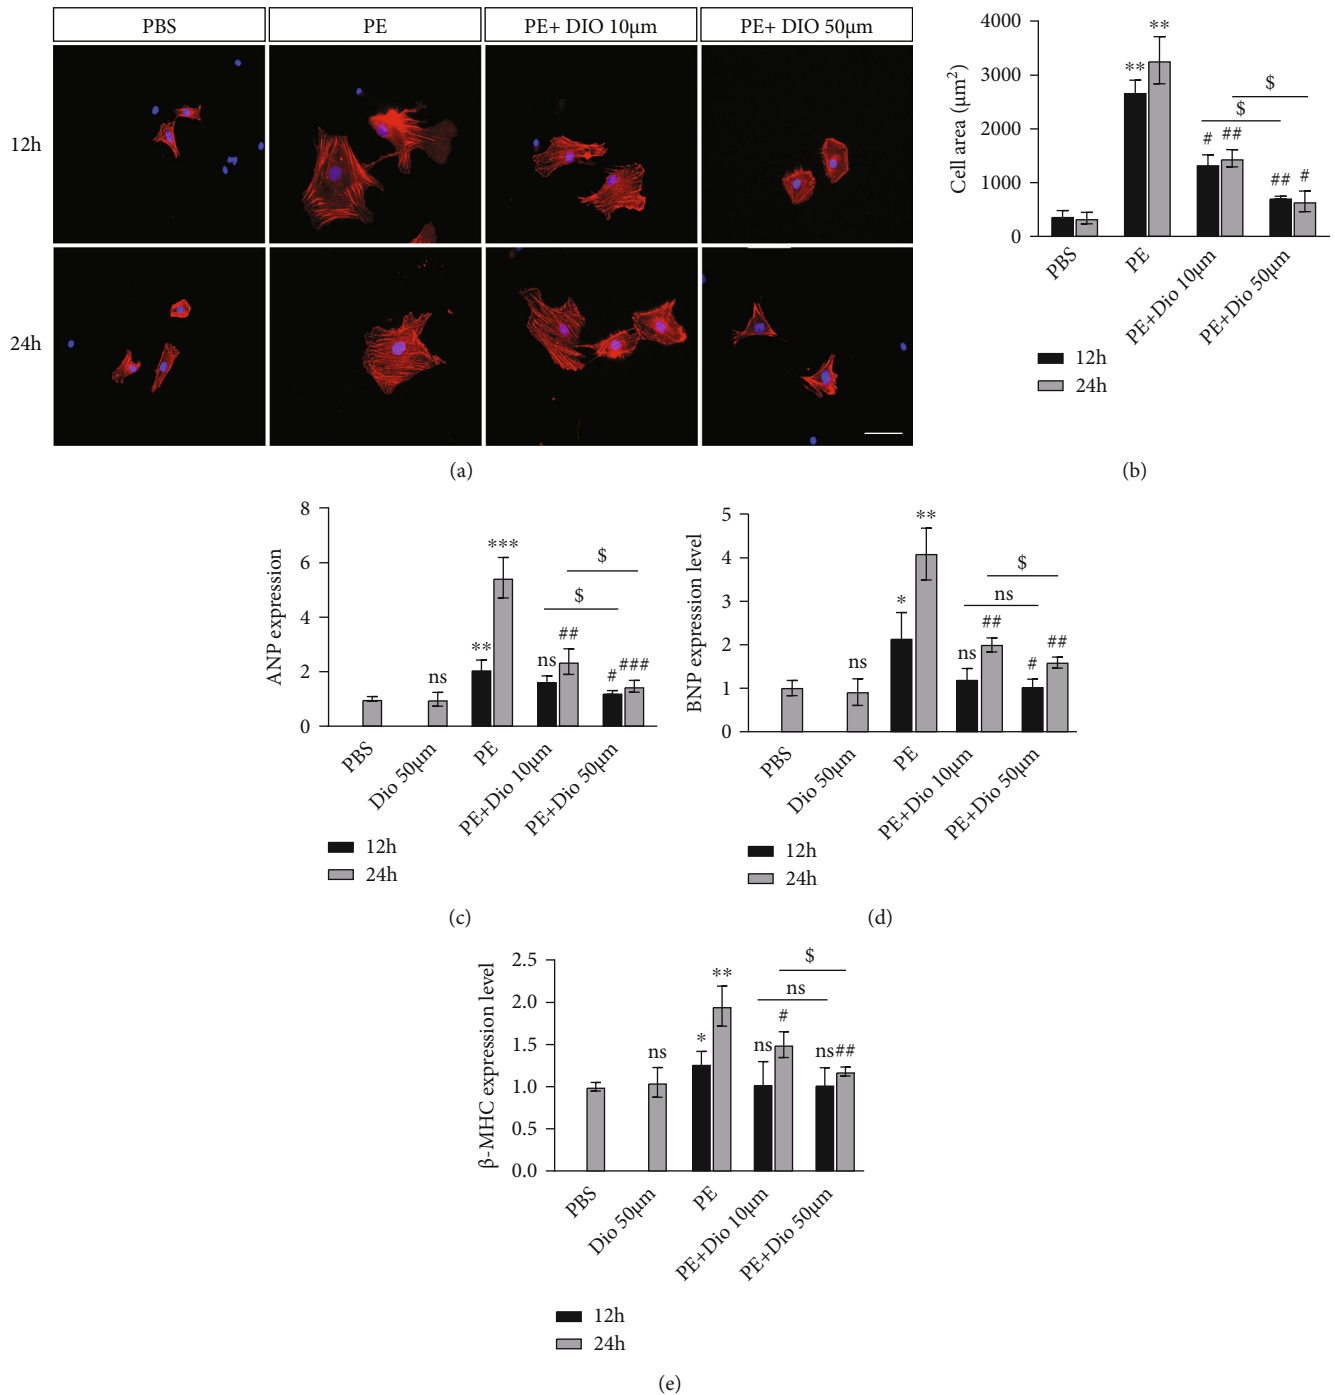 PBS PE PE+ DIO 10μm PE+ DIO 50μm
12h
24h
(a)
Cell area (μm²)
4000
3000
2000
1000
0
** **
# ##
## #
$
$
PBS
PE
PE+Dio 10μm
PE+Dio 50μm
12h
24h
(b)
ANP expression
8
6
4
2
0
ns
**
***
ns
##
#
###
$
$
PBS
Dio 50μm
PE
PE+Dio 10μm
PE+Dio 50μm
12h
24h
(c)
BNP expression level
5
4
3
2
1
0
ns
*
**
##
#
##
ns
$
PBS
Dio 50μm
PE
PE+Dio 10μm
PE+Dio 50μm
12h
24h
(d)
β-MHC expression level
2.5
2.0
1.5
1.0
0.5
0.0
ns
*
**
ns
#
ns
##
ns
$
PBS
Dio 50μm
PE
PE+Dio 10μm
PE+Dio 50μm
12h
24h
(e)